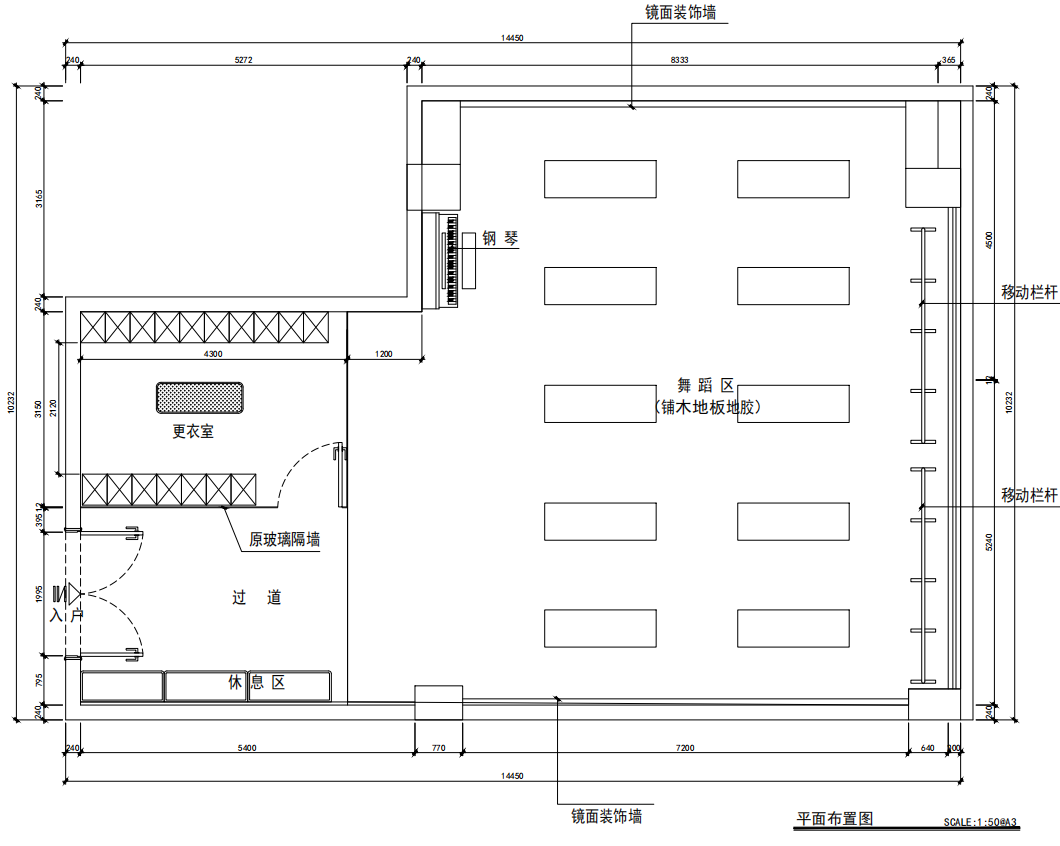 镜面装饰墙
14450
240
5272
240
8333
365
240
240
3165
4500
钢 琴
移动栏杆
240
4300
1200
10232
3150
2120
舞 蹈 区
（铺木地板地胶）
12
10232
更衣室
移动栏杆
12
395
原玻璃隔墙
5240
1995
过 道
入 户
795
休 息 区
240
240
240
5400
770
7200
640
200
14450
镜面装饰墙
平面布置图
SCALE:1:50@A3